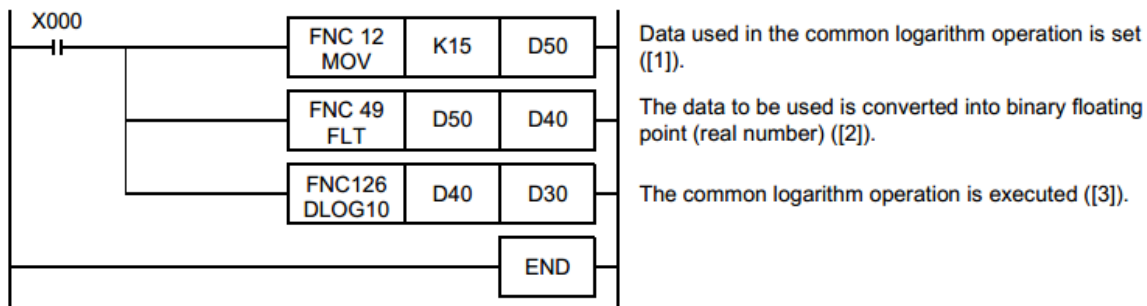 X000
FNC 12
MOV
K15
D50
Data used in the common logarithm operation is set
([1]).
FNC 49
FLT
D50
D40
The data to be used is converted into binary floating
point (real number) ([2]).
FNC126
DLOG10
D40
D30
The common logarithm operation is executed ([3]).
END